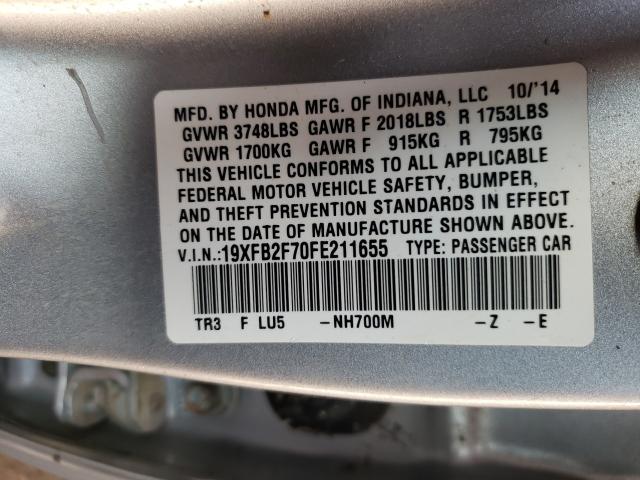 MFD. BY HONDA MFG. OF INDIANA, LLC 10/'14
GVWR 3748LBS GAWR F 2018LBS R 1753LBS
GVWR 1700KG GAWR F 915KG R 795KG
THIS VEHICLE CONFORMS TO ALL APPLICABLE
FEDERAL MOTOR VEHICLE SAFETY, BUMPER,
AND THEFT PREVENTION STANDARDS IN EFFECT
ON THE DATE OF MANUFACTURE SHOWN ABOVE.
V.I.N.:19XFB2F70FE211655 TYPE: PASSENGER CAR
TR3 F LU5 -NH700M -Z -E